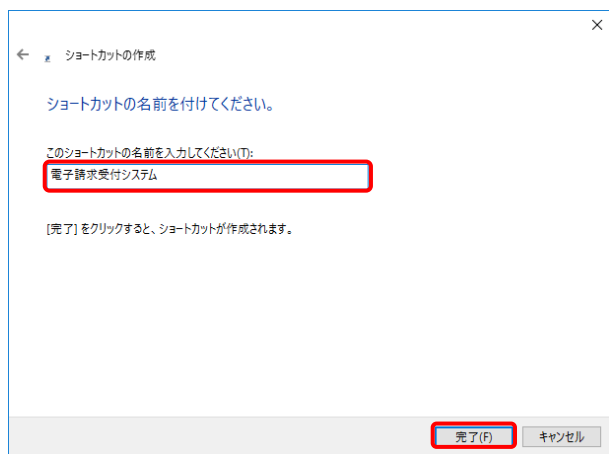 ショートカットの作成
ショートカットの名前を付けてください。
このショートカットの名前を入力してください(T):
電子請求受付システム
[完了] をクリックすると、ショートカットが作成されます。
完了(F) キャンセル